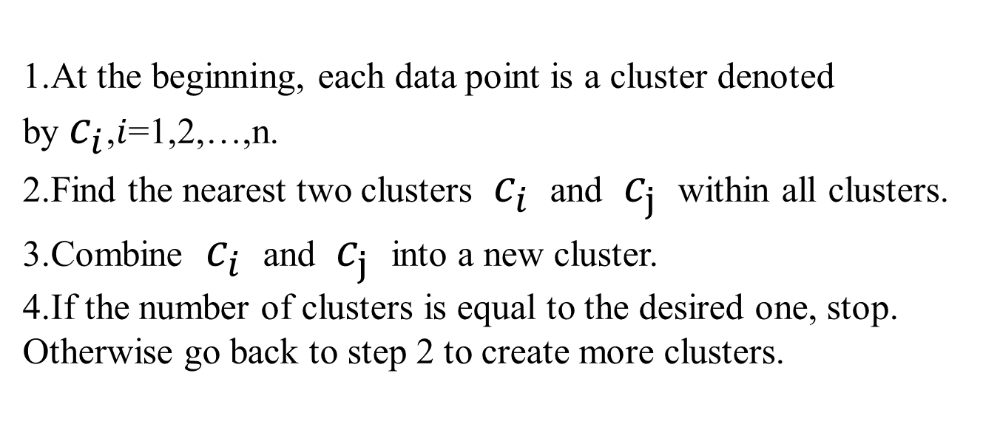 1.At the beginning, each data point is a cluster denoted
by C_i,i=1,2,…,n.
2.Find the nearest two clusters C_i and C_j within all clusters.
3.Combine C_i and C_j into a new cluster.
4.If the number of clusters is equal to the desired one, stop.
Otherwise go back to step 2 to create more clusters.